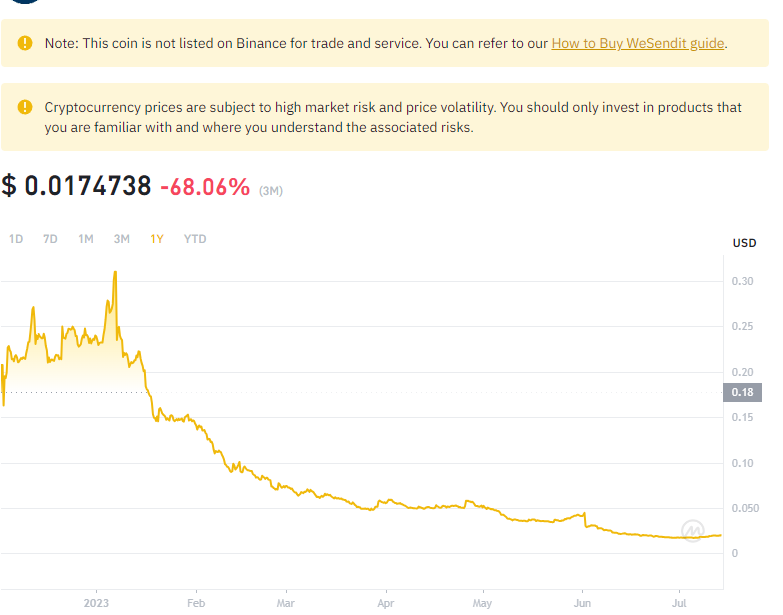 Note: This coin is not listed on Binance for trade and service. You can refer to our How to Buy WeSendit guide.
Cryptocurrency prices are subject to high market risk and price volatility. You should only invest in products that
you are familiar with and where you understand the associated risks.
$ 0.0174738 -68.06% (3M)
1D 7D 1M 3M 1Y YTD
USD
0.30
0.25
0.20
0.18
0.15
0.10
0.050
0
2023 Feb Mar Apr May Jun Jul